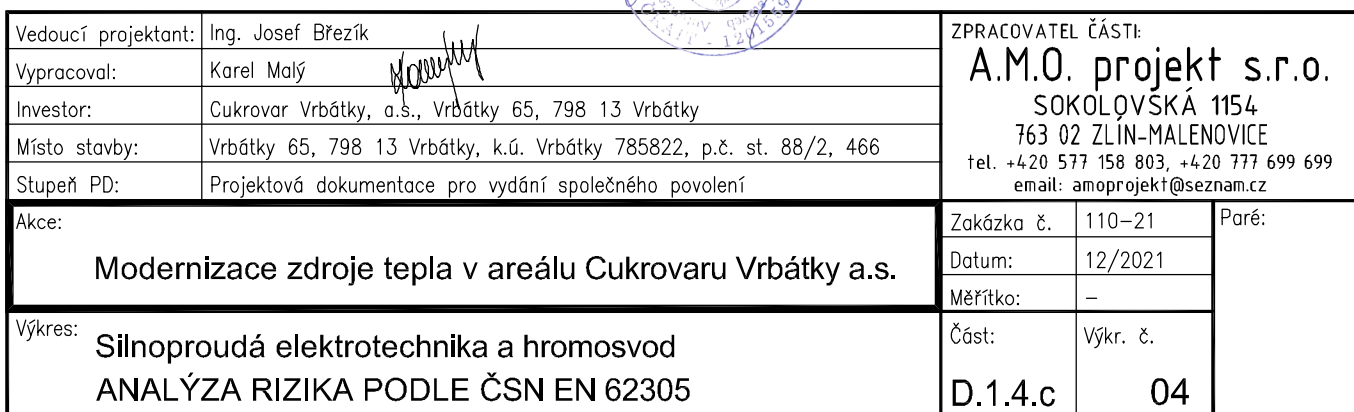 ČKAIT - 1201559
Vedoucí projektant: Ing. Josef Březík
Vypracoval: Karel Malý
Investor: Cukrovar Vrbátky, a.s., Vrbátky 65, 798 13 Vrbátky
Místo stavby: Vrbátky 65, 798 13 Vrbátky, k.ú. Vrbátky 785822, p.č. st. 88/2, 466
Stupeň PD: Projektová dokumentace pro vydání společného povolení
ZPRACOVATEL ČÁSTI:
A.M.O. projekt s.r.o.
SOKOLOVSKÁ 1154
763 02 ZLÍN-MALENOVICE
tel. +420 577 158 803, +420 777 699 699
email: amoprojekt@seznam.cz
Akce:
Modernizace zdroje tepla v areálu Cukrovaru Vrbátky a.s.
Zakázka č. 110-21
Datum: 12/2021
Měřítko: –
Paré:
Výkres:
Silnoproudá elektrotechnika a hromosvod
ANALÝZA RIZIKA PODLE ČSN EN 62305
Část: Výkr. č.
D.1.4.c 04